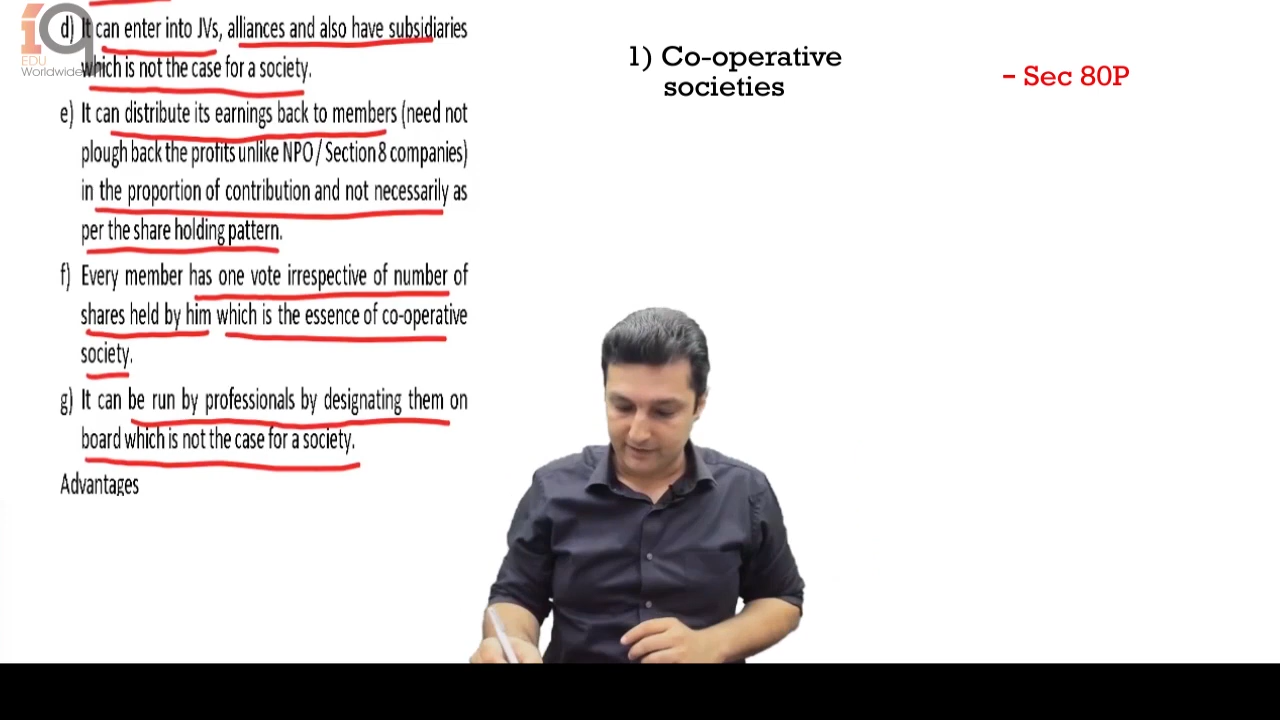 iq
EDU
Worldwide
d) It can enter into JVs, alliances and also have subsidiaries
which is not the case for a society.
e) It can distribute its earnings back to members (need not
plough back the profits unlike NPO / Section 8 companies)
in the proportion of contribution and not necessarily as
per the share holding pattern.
f) Every member has one vote irrespective of number of
shares held by him which is the essence of co-operative
society.
g) It can be run by professionals by designating them on
board which is not the case for a society.
Advantages
1) Co-operative
societies
– Sec 80P